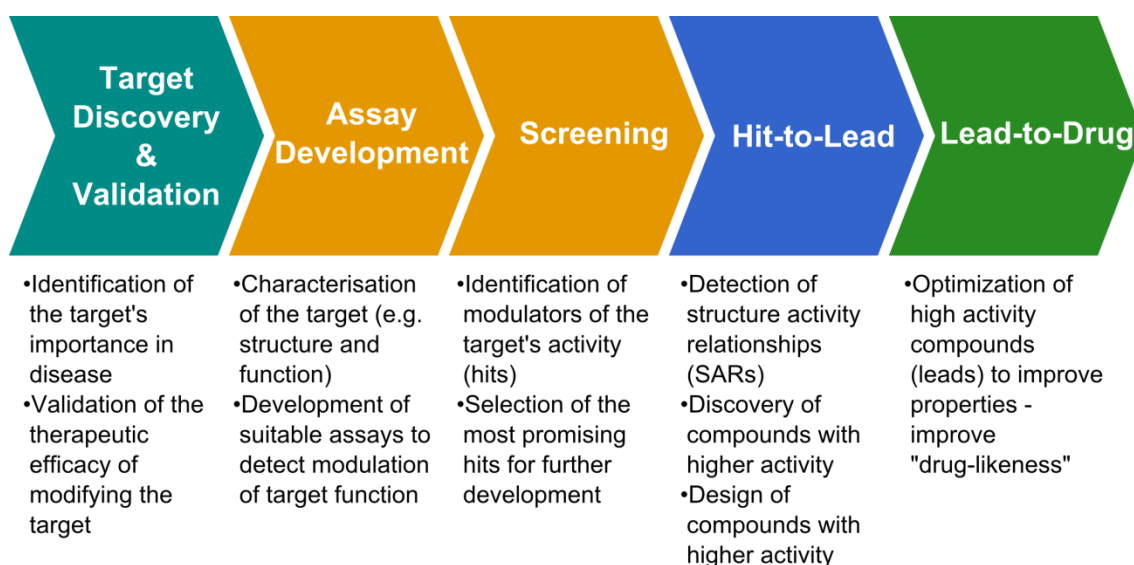 Target
Discovery
&
Validation
Assay
Development
Screening
Hit-to-Lead
Lead-to-Drug
•Identification of
the target's
importance in
disease
•Validation of the
therapeutic
efficacy of
modifying the
target
•Characterisation
of the target (e.g.
structure and
function)
•Development of
suitable assays to
detect modulation
of target function
•Identification of
modulators of the
target's activity
(hits)
•Selection of the
most promising
hits for further
development
•Detection of
structure activity
relationships
(SARs)
•Discovery of
compounds with
higher activity
•Design of
compounds with
higher activity
•Optimization of
high activity
compounds
(leads) to improve
properties -
improve
"drug-likeness"